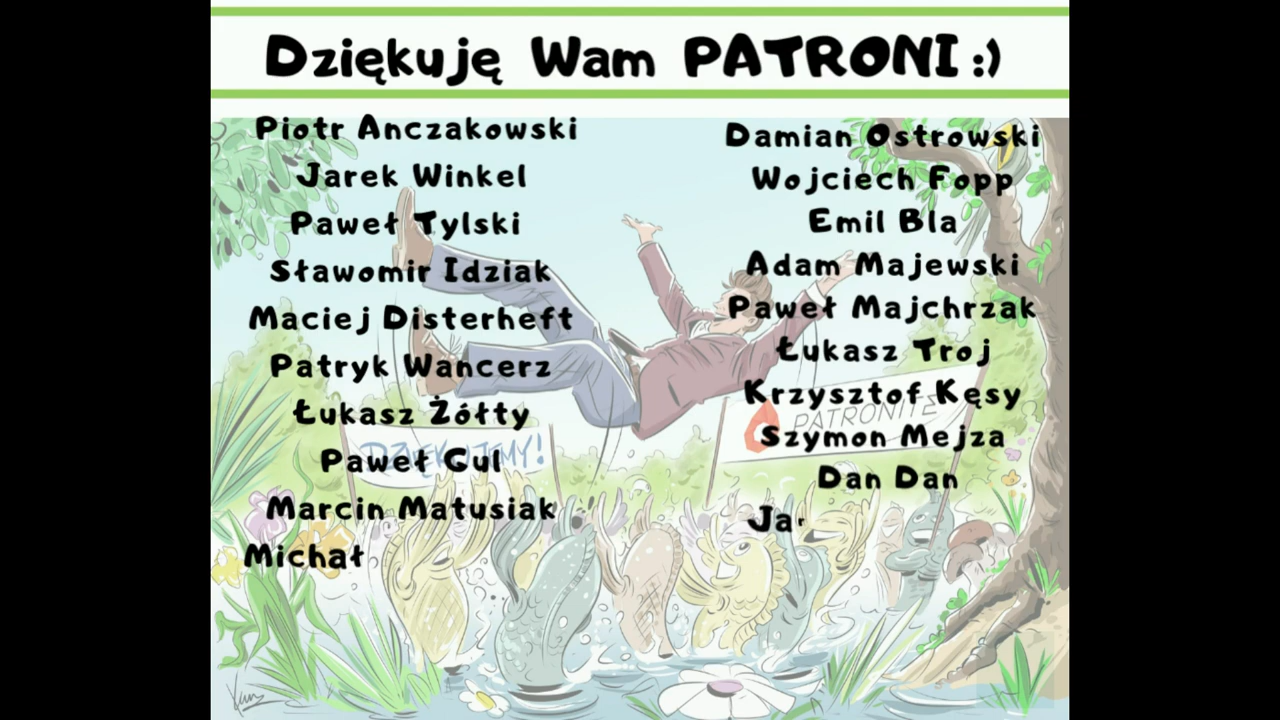 Dziękuję Wam PATRONI :)
Piotr Anczakowski
Jarek Winkel
Paweł Tylski
Sławomir Idziak
Maciej Disterheft
Patryk Wancerz
Łukasz Żółty
Paweł Gul
Marcin Matusiak
Michał
Damian Ostrowski
Wojciech Fopp
Emil Bla
Adam Majewski
Paweł Majchrzak
Łukasz Troj
Krzysztof Kęsy
Szymon Mejza
Dan Dan
DZIĘKUJEMY!
PATRONITE